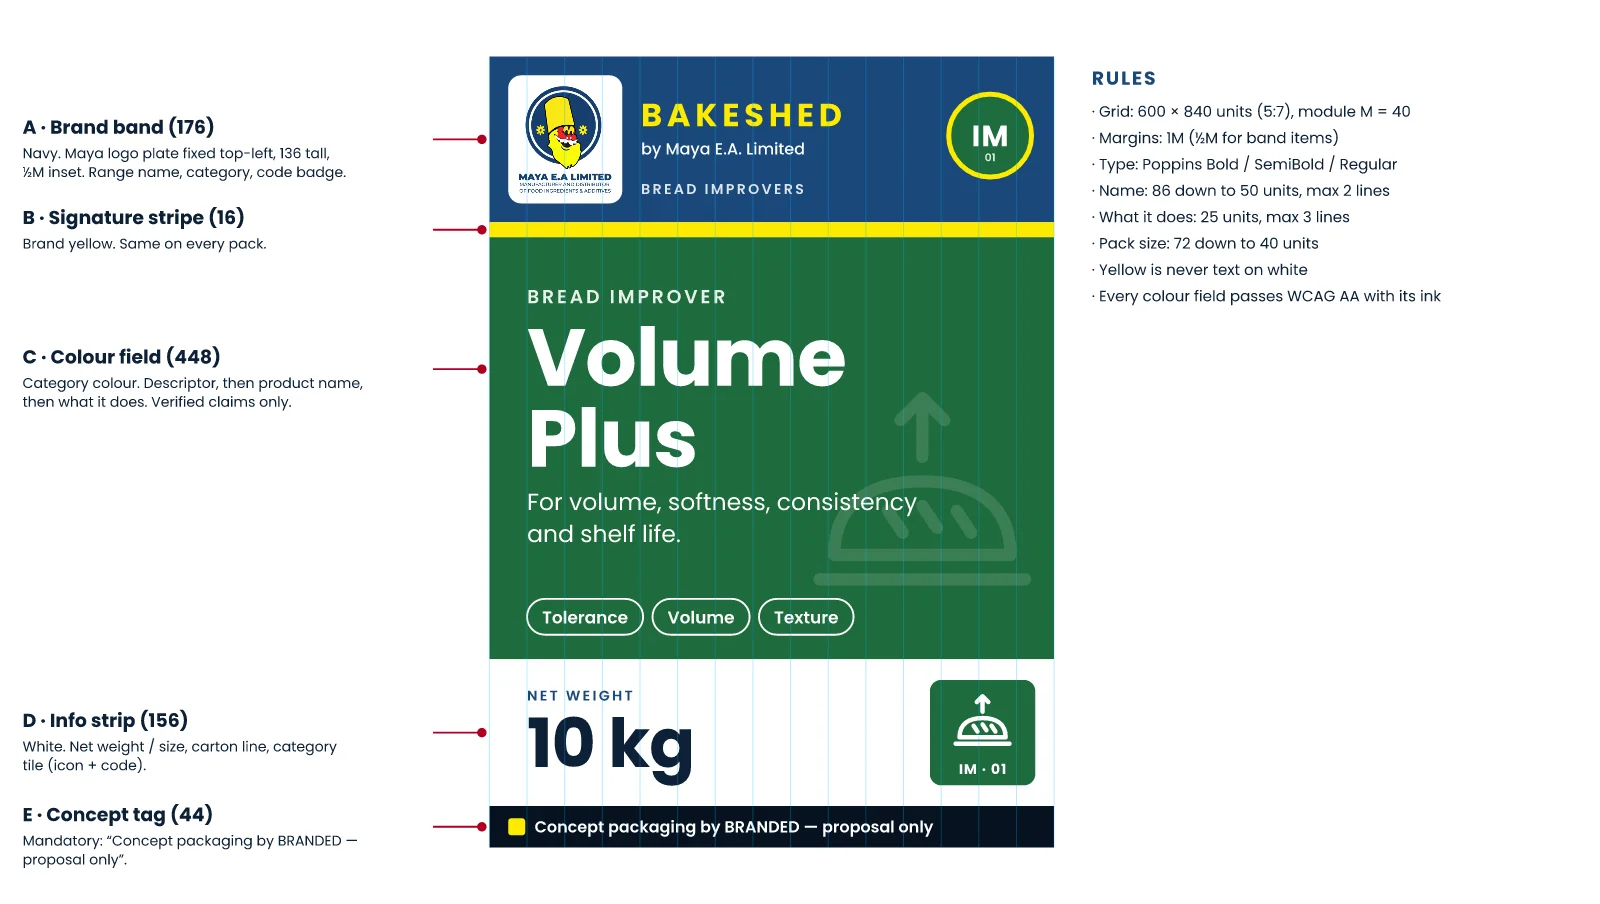 A · Brand band (176)
Navy. Maya logo plate fixed top-left, 136 tall,
½M inset. Range name, category, code badge.
B · Signature stripe (16)
Brand yellow. Same on every pack.
C · Colour field (448)
Category colour. Descriptor, then product name,
then what it does. Verified claims only.
D · Info strip (156)
White. Net weight / size, carton line, category
tile (icon + code).
E · Concept tag (44)
Mandatory: “Concept packaging by BRANDED —
proposal only”.
MAYA E.A LIMITED
MANUFACTURER AND DISTRIBUTOR
OF FOOD INGREDIENTS & ADDITIVES
BAKESHED
by Maya E.A. Limited
BREAD IMPROVERS
IM
01
BREAD IMPROVER
Volume
Plus
For volume, softness, consistency
and shelf life.
Tolerance
Volume
Texture
NET WEIGHT
10 kg
IM · 01
Concept packaging by BRANDED — proposal only
RULES
· Grid: 600 × 840 units (5:7), module M = 40
· Margins: 1M (½M for band items)
· Type: Poppins Bold / SemiBold / Regular
· Name: 86 down to 50 units, max 2 lines
· What it does: 25 units, max 3 lines
· Pack size: 72 down to 40 units
· Yellow is never text on white
· Every colour field passes WCAG AA with its ink